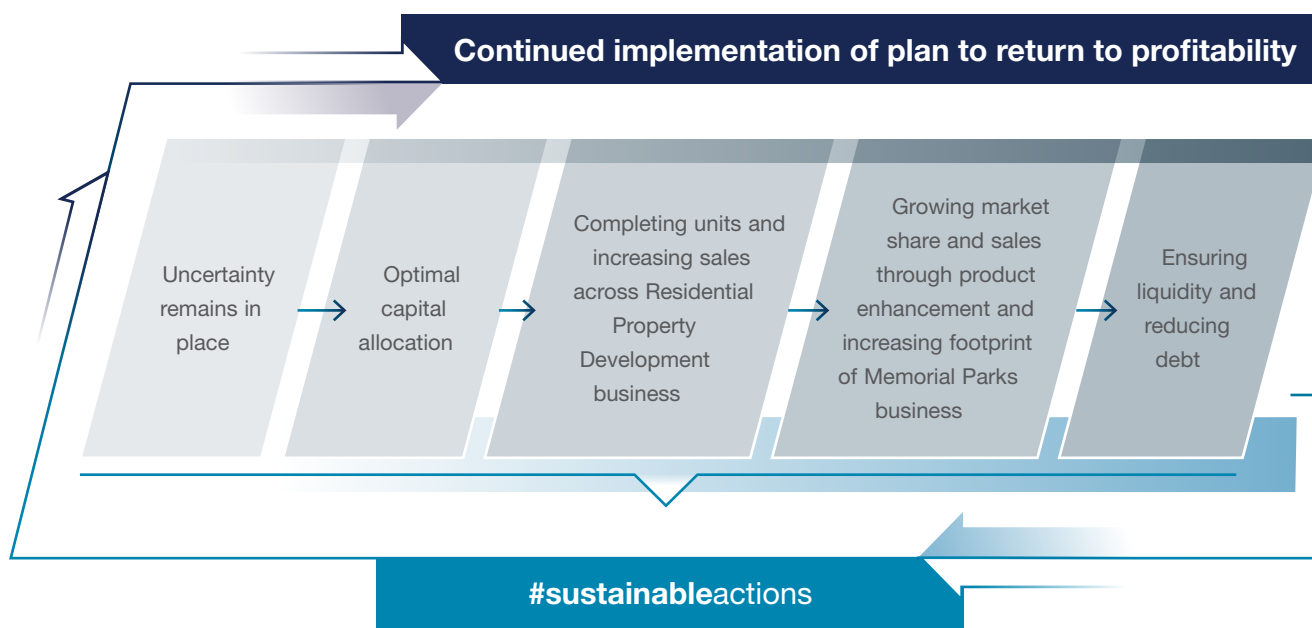 Continued implementation of plan to return to profitability
Uncertainty
remains in
place
Optimal
capital
allocation
Completing units and
increasing sales
across Residential
Property
Development
business
Growing market
share and sales
through product
enhancement and
increasing footprint
of Memorial Parks
business
Ensuring
liquidity and
reducing
debt
#sustainableactions